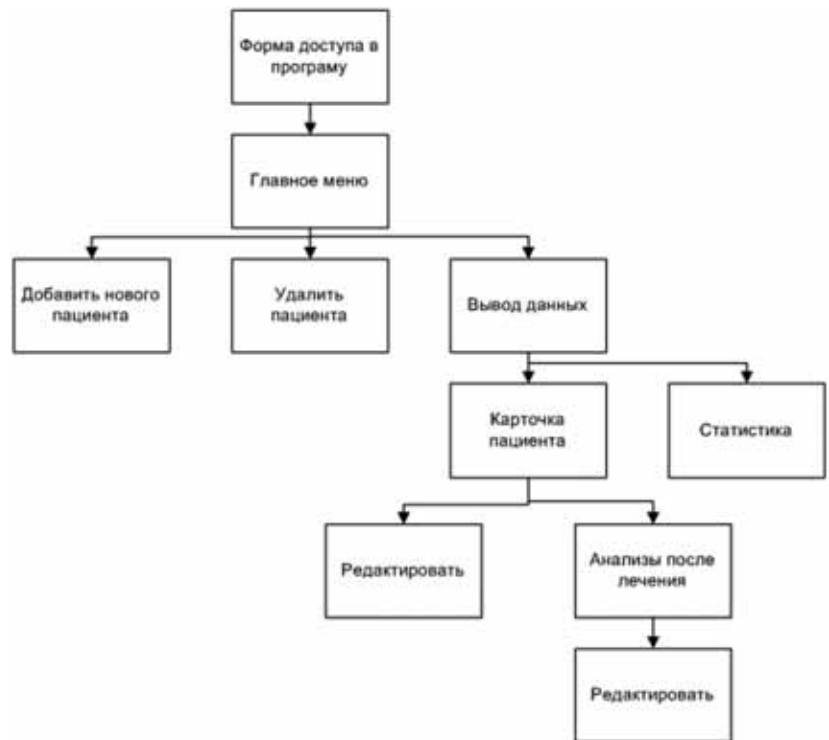 Форма доступа в
програму
Главное меню
Добавить нового
пациента
Удалить
пациента
Вывод данных
Карточка
пациента
Статистика
Редактировать
Анализы после
лечения
Редактировать